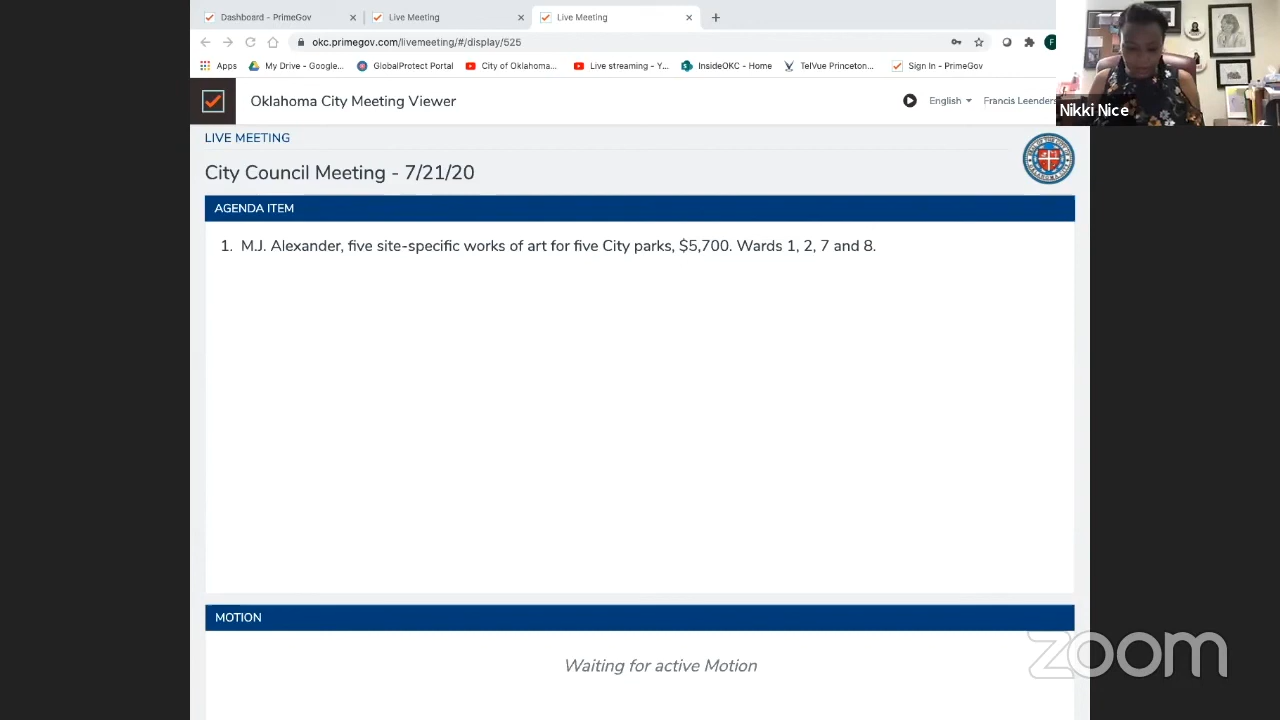 Dashboard - PrimeGov
Live Meeting
Live Meeting
okc.primegov.com/livemeeting/#/display/525
Apps
My Drive - Google...
GlobalProtect Portal
City of Oklahoma...
Live streaming - Y...
InsideOKC - Home
TelVue Princeton...
Sign In - PrimeGov
Oklahoma City Meeting Viewer
English
Francis Leenders
Nikki Nice
LIVE MEETING
City Council Meeting - 7/21/20
AGENDA ITEM
1. M.J. Alexander, five site-specific works of art for five City parks, $5,700. Wards 1, 2, 7 and 8.
MOTION
Waiting for active Motion
zoom